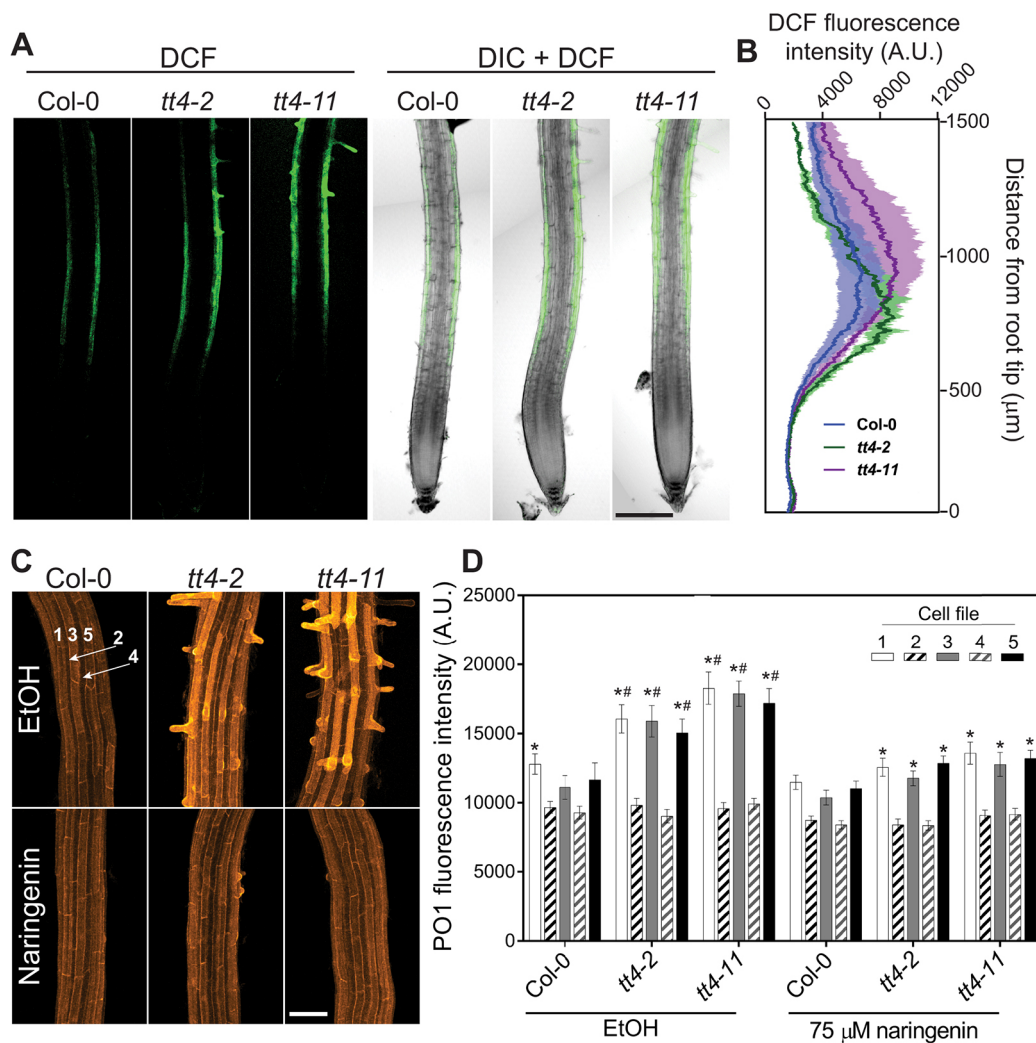 A
DCF
DIC + DCF
Col-0
tt4-2
tt4-11
Col-0
tt4-2
tt4-11
B
DCF fluorescence
intensity (A.U.)
0
4000
8000
12000
1500
1000
500
0
Distance from root tip (μm)
Col-0
tt4-2
tt4-11
C
Col-0
tt4-2
tt4-11
EtOH
1 3 5
2
4
Naringenin
D
PO1 fluorescence intensity (A.U.)
25000
20000
15000
10000
5000
0
Cell file
1 2 3 4 5
*
*# *# *#
*# *# *#
* * *
* * *
Col-0
tt4-2
tt4-11
Col-0
tt4-2
tt4-11
EtOH
75 μM naringenin